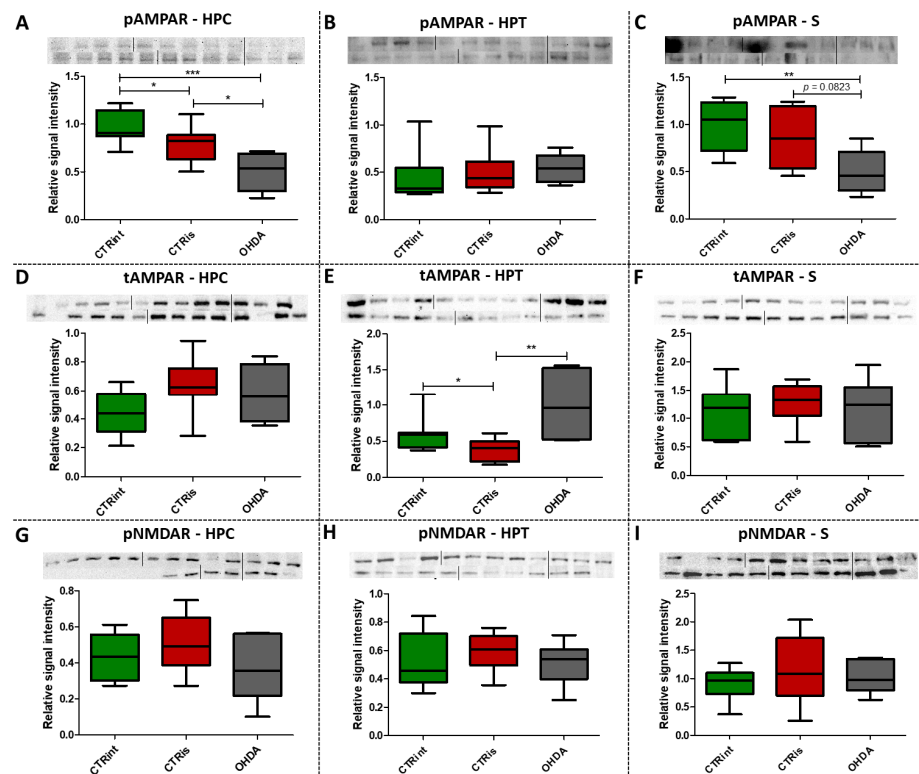 A pAMPAR - HPC
Relative signal intensity
1.5
1.0
0.5
0.0
***
*
*
CTRint
CTRis
OHDA
B pAMPAR - HPT
Relative signal intensity
1.5
1.0
0.5
0.0
CTRint
CTRis
OHDA
C pAMPAR - S
Relative signal intensity
1.5
1.0
0.5
0.0
**
p = 0.0823
CTRint
CTRis
OHDA
D tAMPAR - HPC
Relative signal intensity
1.0
0.8
0.6
0.4
0.2
0.0
CTRint
CTRis
OHDA
E tAMPAR - HPT
Relative signal intensity
2.0
1.5
1.0
0.5
0.0
**
*
CTRint
CTRis
OHDA
F tAMPAR - S
Relative signal intensity
2.5
2.0
1.5
1.0
0.5
0.0
CTRint
CTRis
OHDA
G pNMDAR - HPC
Relative signal intensity
0.8
0.6
0.4
0.2
0.0
CTRint
CTRis
OHDA
H pNMDAR - HPT
Relative signal intensity
1.0
0.8
0.6
0.4
0.2
0.0
CTRint
CTRis
OHDA
I pNMDAR - S
Relative signal intensity
2.5
2.0
1.5
1.0
0.5
0.0
CTRint
CTRis
OHDA